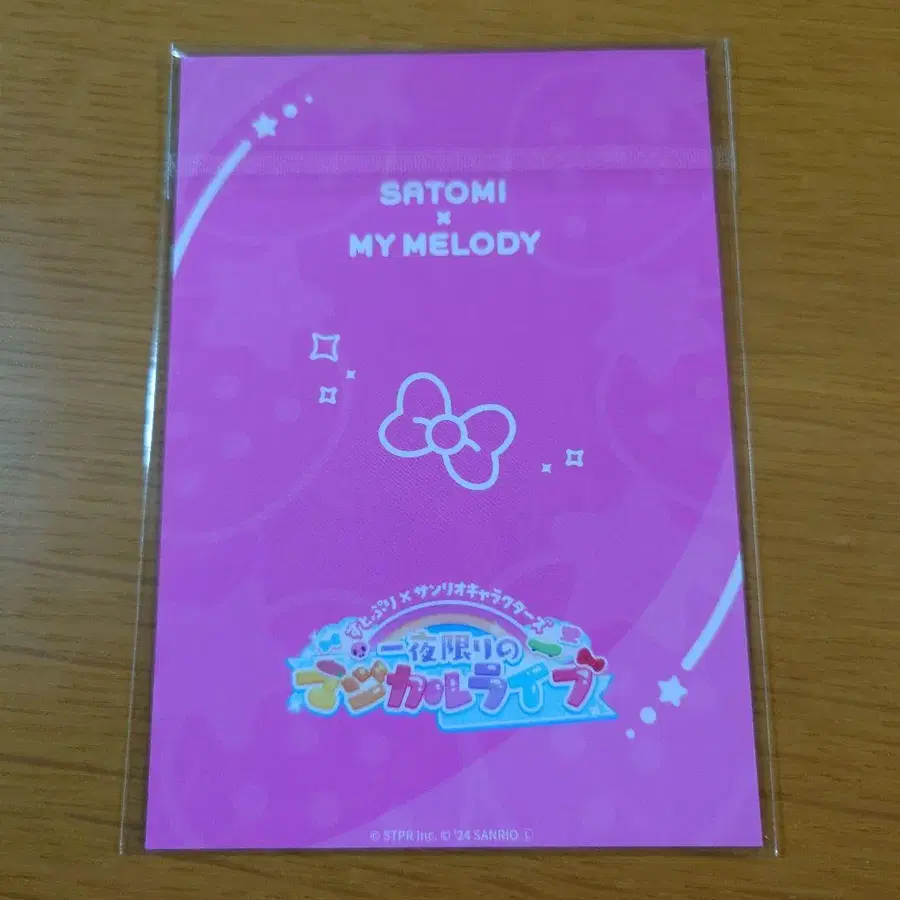 SATOMI
×
MY MELODY
すとぷり×サンリオキャラクターズ
一夜限りの
マジカルライブ
© STPR Inc. © '24 SANRIO Ⓛ